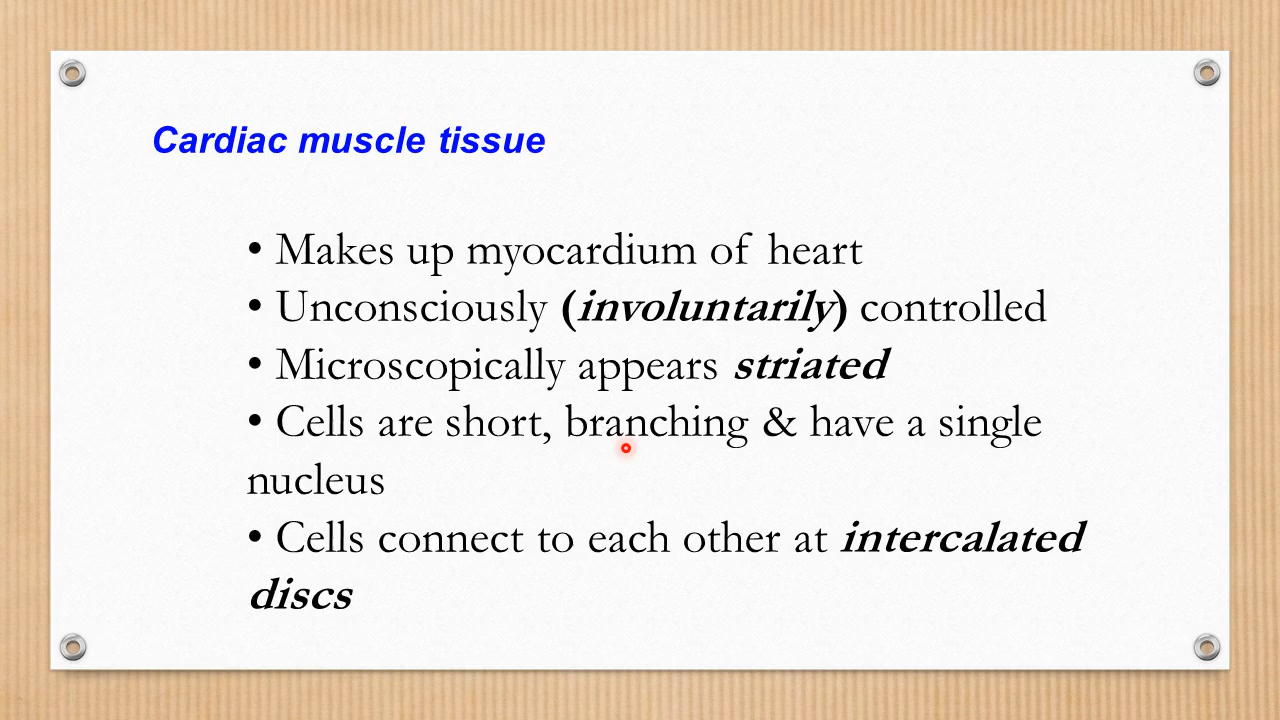 Cardiac muscle tissue
• Makes up myocardium of heart
• Unconsciously (involuntarily) controlled
• Microscopically appears striated
• Cells are short, branching & have a single
nucleus
• Cells connect to each other at intercalated
discs